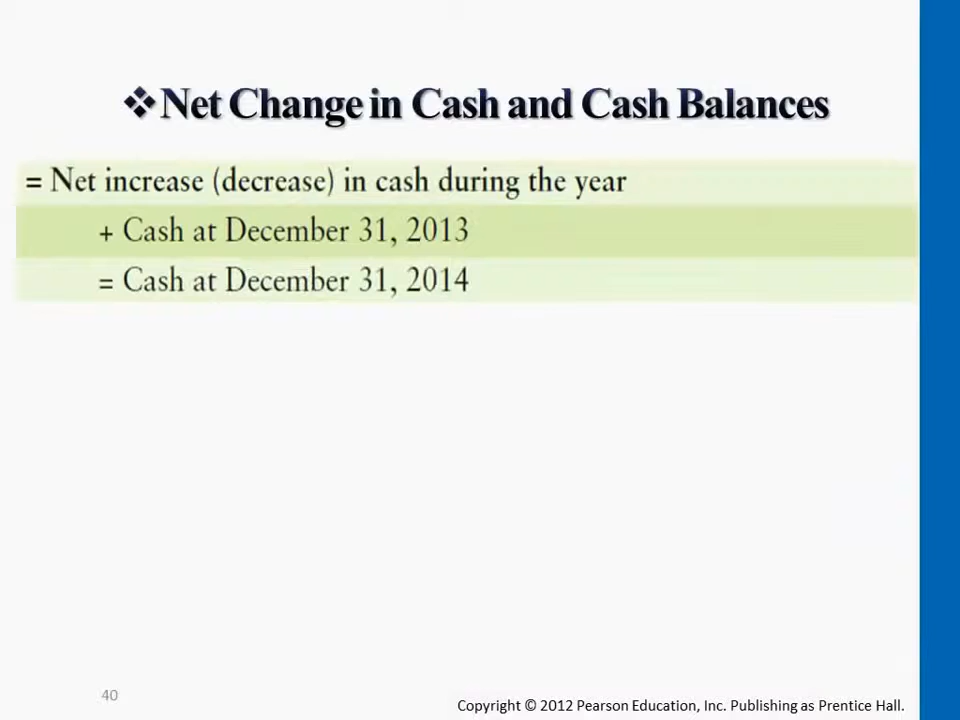 ❖Net Change in Cash and Cash Balances
= Net increase (decrease) in cash during the year
+ Cash at December 31, 2013
= Cash at December 31, 2014
40
Copyright © 2012 Pearson Education, Inc. Publishing as Prentice Hall.